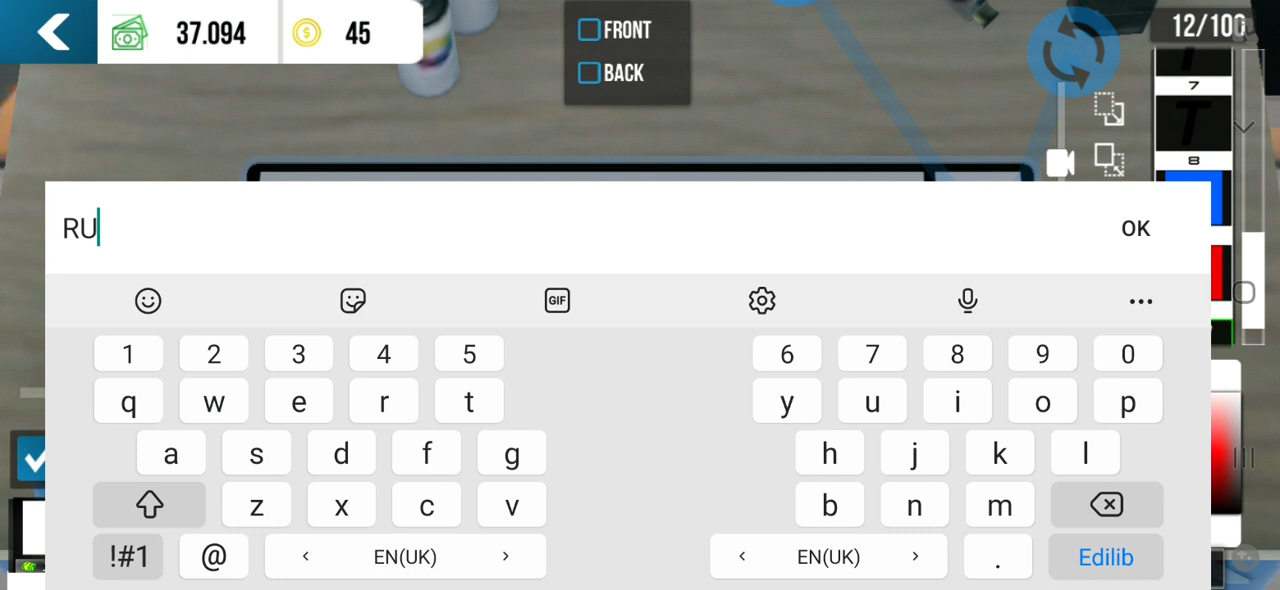 37.094
45
FRONT
BACK
12/100
7
T
8
RU
OK
GIF
1 2 3 4 5 6 7 8 9 0
q w e r t y u i o p
a s d f g h j k l
z x c v b n m
!#1 @ < EN(UK) > < EN(UK) > . Edilib